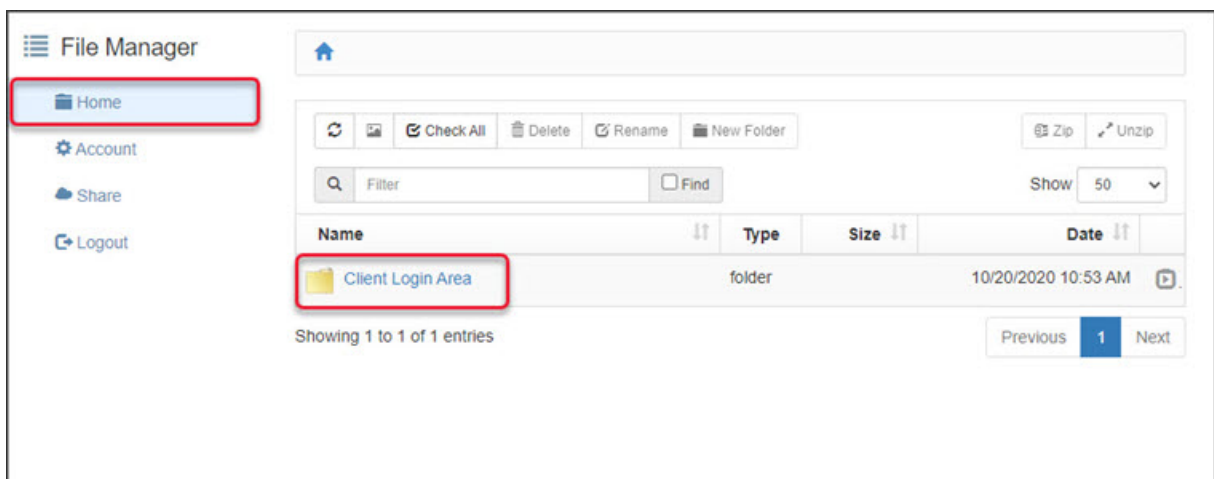 File Manager
Home
Account
Share
Logout
Check All Delete Rename New Folder Zip Unzip
Filter Find Show 50
Name Type Size Date
Client Login Area folder 10/20/2020 10:53 AM
Showing 1 to 1 of 1 entries Previous 1 Next